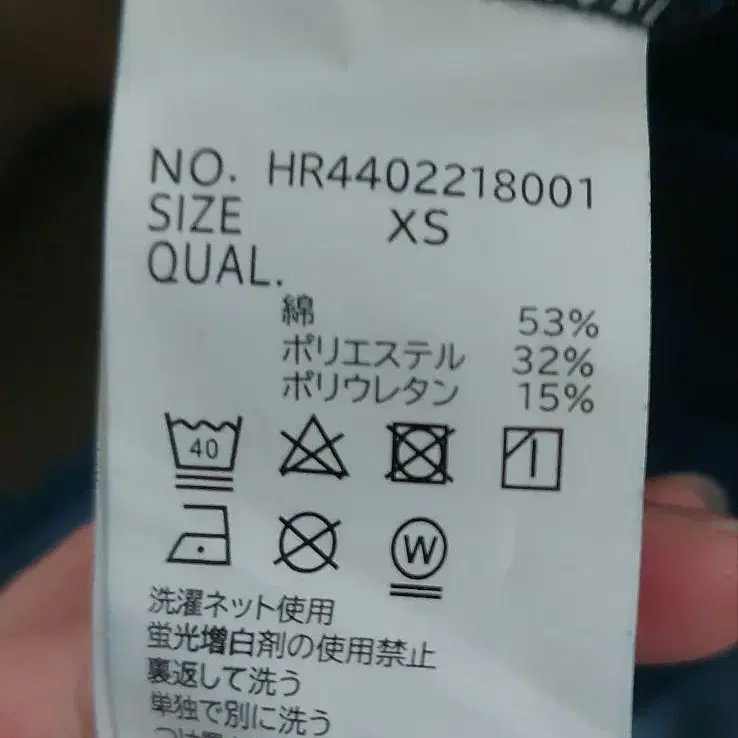 NO. HR4402218001
SIZE XS
QUAL.
綿 53%
ポリエステル 32%
ポリウレタン 15%
40
W
洗濯ネット使用
蛍光増白剤の使用禁止
裏返して洗う
単独で別に洗う